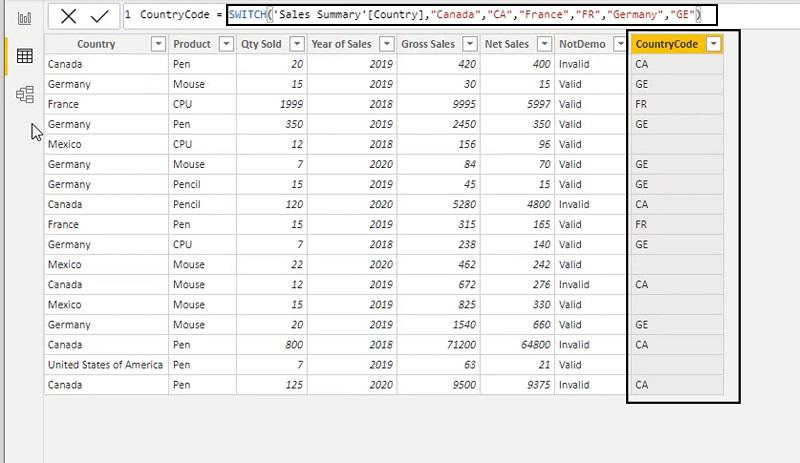 1 CountryCode = SWITCH('Sales Summary'[Country],"Canada","CA","France","FR","Germany","GE")
Country Product Qty Sold Year of Sales Gross Sales Net Sales NotDemo CountryCode
Canada Pen 20 2019 420 400 Invalid CA
Germany Mouse 15 2019 30 15 Valid GE
France CPU 1999 2018 9995 5997 Valid FR
Germany Pen 350 2019 2450 350 Valid GE
Mexico CPU 12 2018 156 96 Valid
Germany Mouse 7 2020 84 70 Valid GE
Germany Pencil 15 2019 45 15 Valid GE
Canada Pencil 120 2020 5280 4800 Invalid CA
France Pen 15 2019 315 165 Valid FR
Germany CPU 7 2018 238 140 Valid GE
Mexico Mouse 22 2020 462 242 Valid
Canada Mouse 12 2019 672 276 Invalid CA
Mexico Mouse 15 2019 825 330 Valid
Germany Mouse 20 2019 1540 660 Valid GE
Canada Pen 800 2018 71200 64800 Invalid CA
United States of America Pen 7 2019 63 21 Valid
Canada Pen 125 2020 9500 9375 Invalid CA